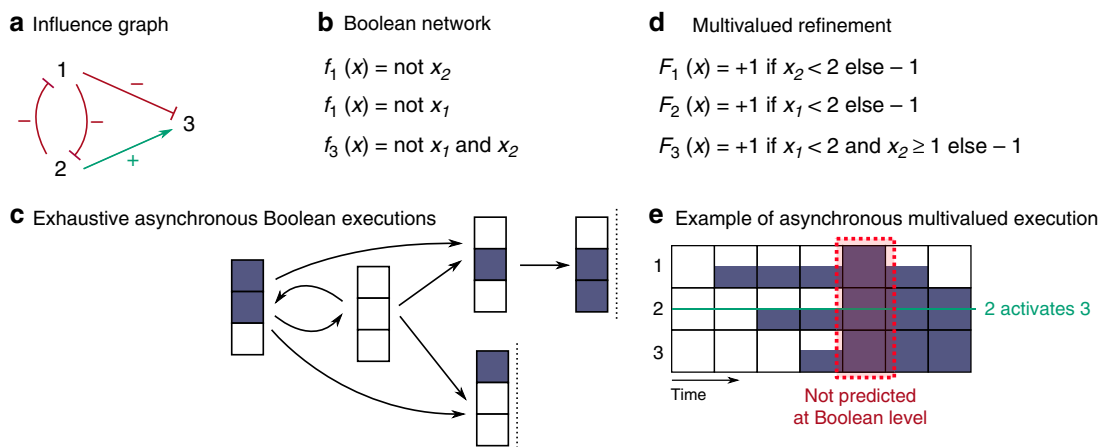 a Influence graph
1
2
3
−
−
−
+
b Boolean network
f1 (x) = not x2
f1 (x) = not x1
f3 (x) = not x1 and x2
d Multivalued refinement
F1 (x) = +1 if x2 < 2 else – 1
F2 (x) = +1 if x1 < 2 else – 1
F3 (x) = +1 if x1 < 2 and x2 ≥ 1 else – 1
c Exhaustive asynchronous Boolean executions
e Example of asynchronous multivalued execution
1
2
3
2 activates 3
Time
Not predicted
at Boolean level